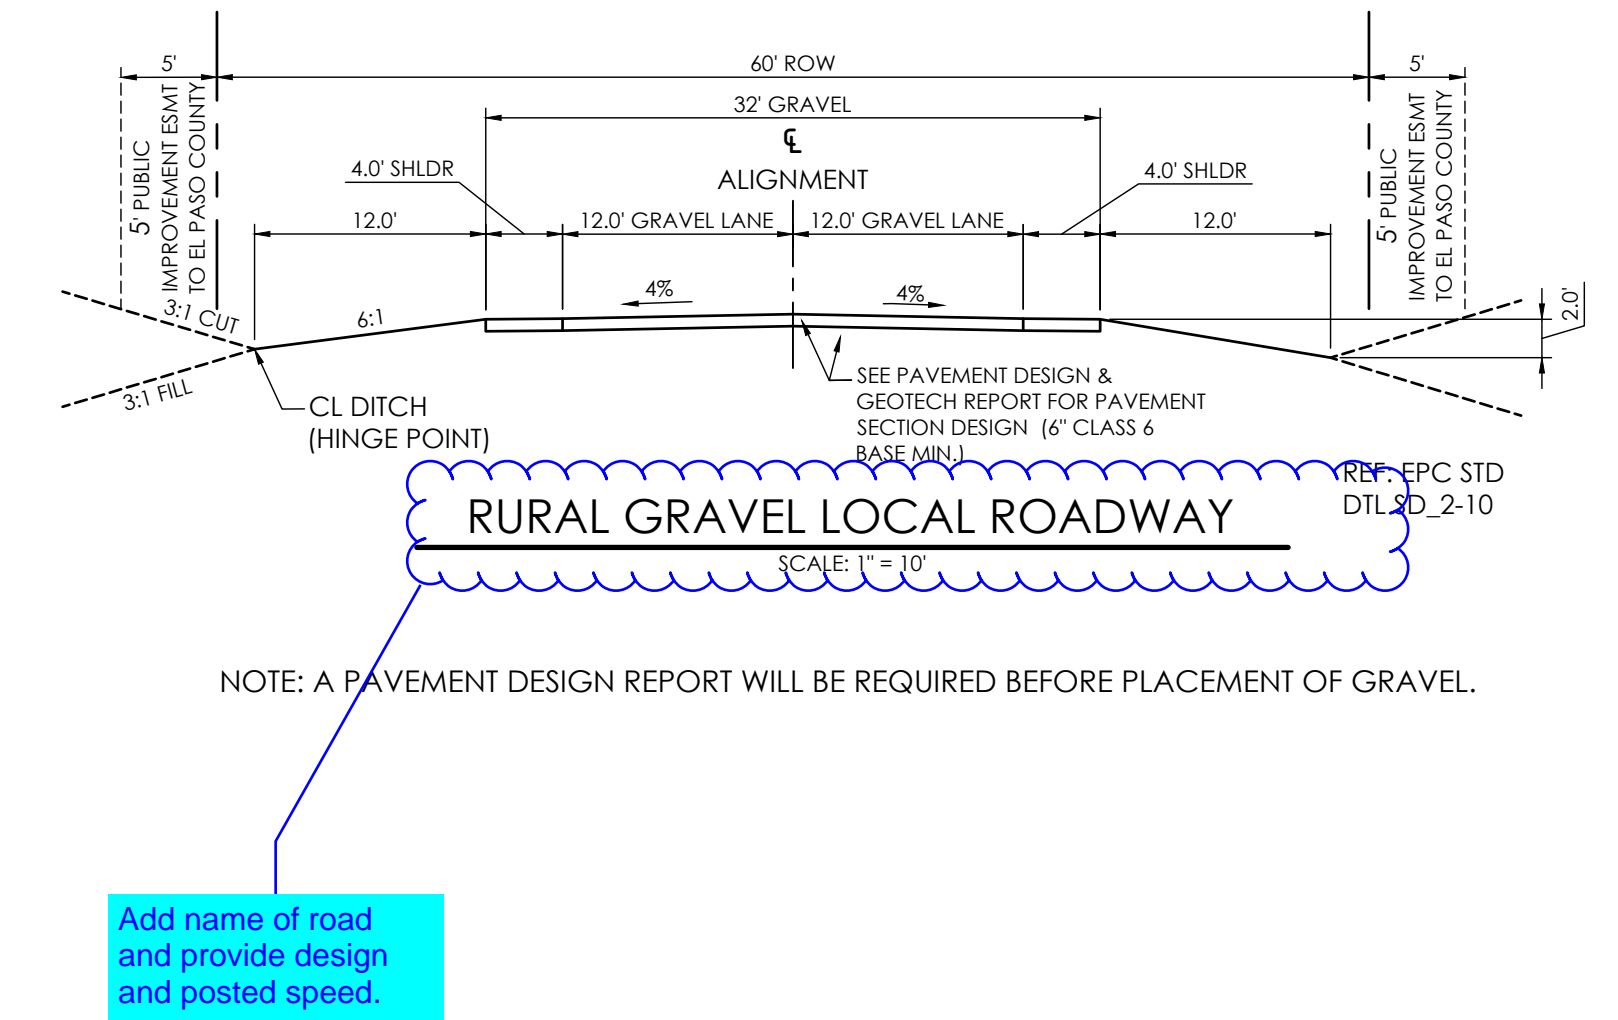 5'
60' ROW
5'
32' GRAVEL
℄
ALIGNMENT
4.0' SHLDR
4.0' SHLDR
12.0'
12.0' GRAVEL LANE
12.0' GRAVEL LANE
12.0'
5' PUBLIC
IMPROVEMENT ESMT
TO EL PASO COUNTY
5' PUBLIC
IMPROVEMENT ESMT
TO EL PASO COUNTY
3:1 CUT
6:1
4%
4%
2.0'
3:1 FILL
CL DITCH
(HINGE POINT)
SEE PAVEMENT DESIGN &
GEOTECH REPORT FOR PAVEMENT
SECTION DESIGN (6" CLASS 6
BASE MIN.)
REF: EPC STD
DTL SD_2-10
RURAL GRAVEL LOCAL ROADWAY
SCALE: 1" = 10'
NOTE: A PAVEMENT DESIGN REPORT WILL BE REQUIRED BEFORE PLACEMENT OF GRAVEL.
Add name of road
and provide design
and posted speed.